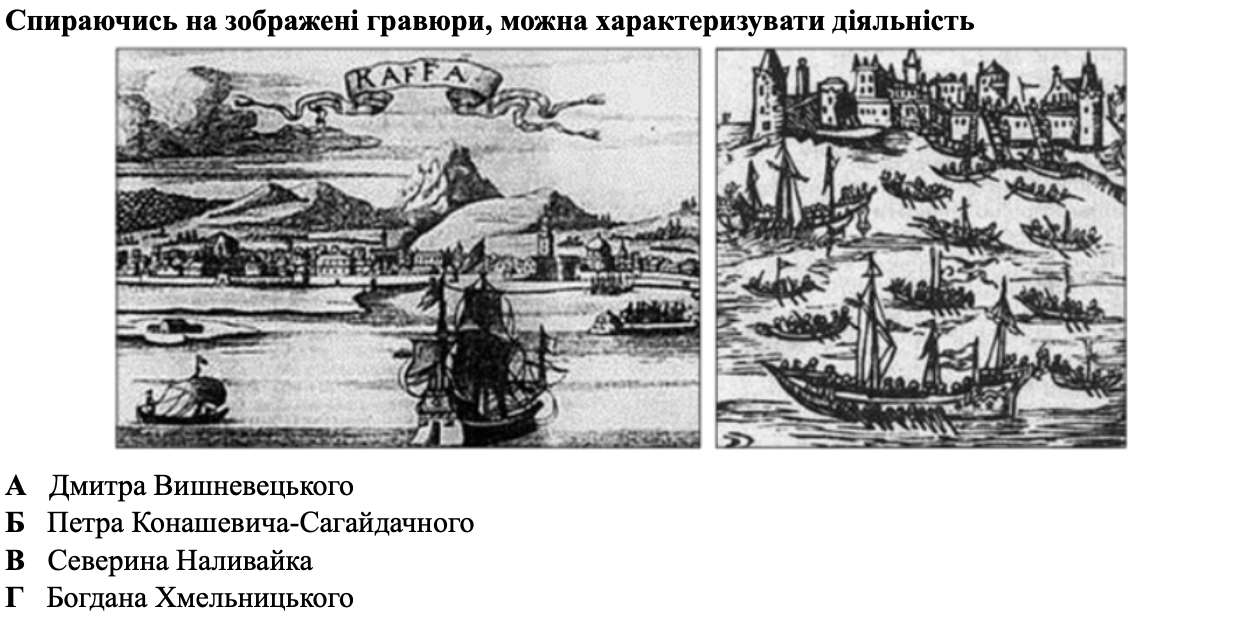 Спираючись на зображені гравюри, можна характеризувати діяльність
KAFFA
А Дмитра Вишневецького
Б Петра Конашевича-Сагайдачного
В Северина Наливайка
Г Богдана Хмельницького